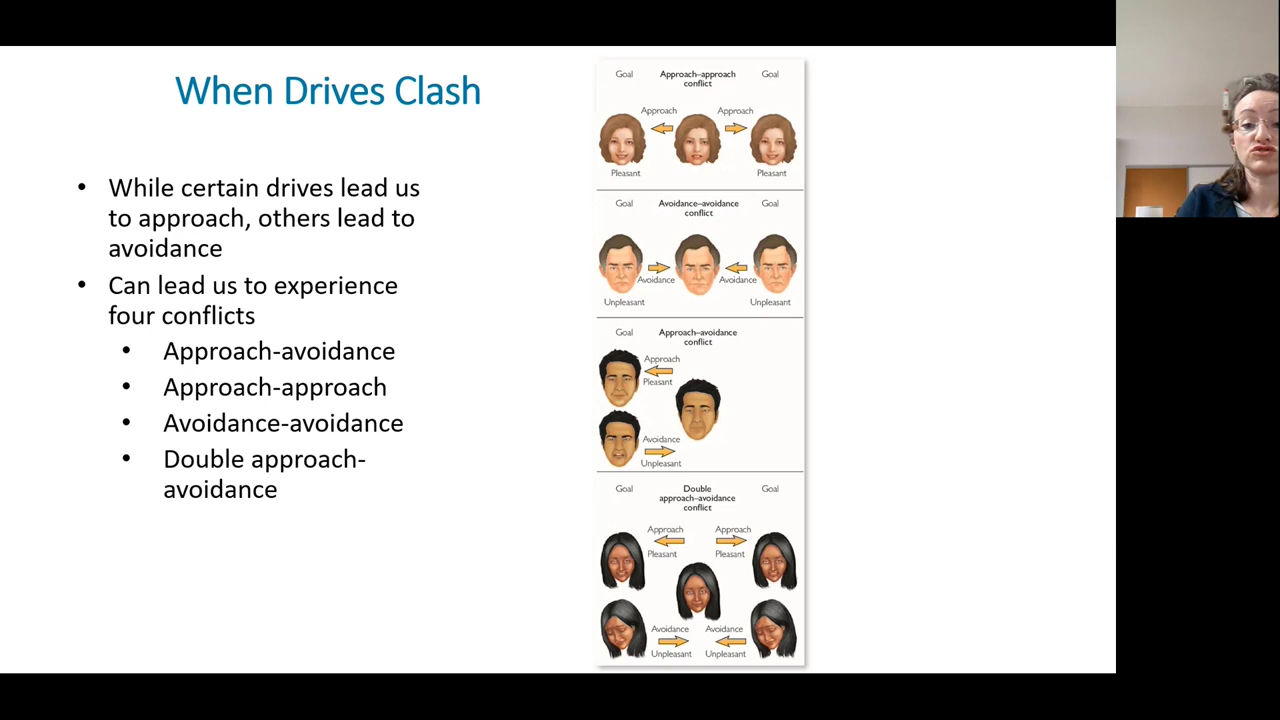 When Drives Clash
• While certain drives lead us
to approach, others lead to
avoidance
• Can lead us to experience
four conflicts
• Approach-avoidance
• Approach-approach
• Avoidance-avoidance
• Double approach-
avoidance
Goal Approach–approach Goal
conflict
Approach Approach
Pleasant Pleasant
Goal Avoidance–avoidance Goal
conflict
Avoidance Avoidance
Unpleasant Unpleasant
Goal Approach–avoidance
conflict
Approach
Pleasant
Avoidance
Unpleasant
Goal Double Goal
approach–avoidance
conflict
Approach Approach
Pleasant Pleasant
Avoidance Avoidance
Unpleasant Unpleasant